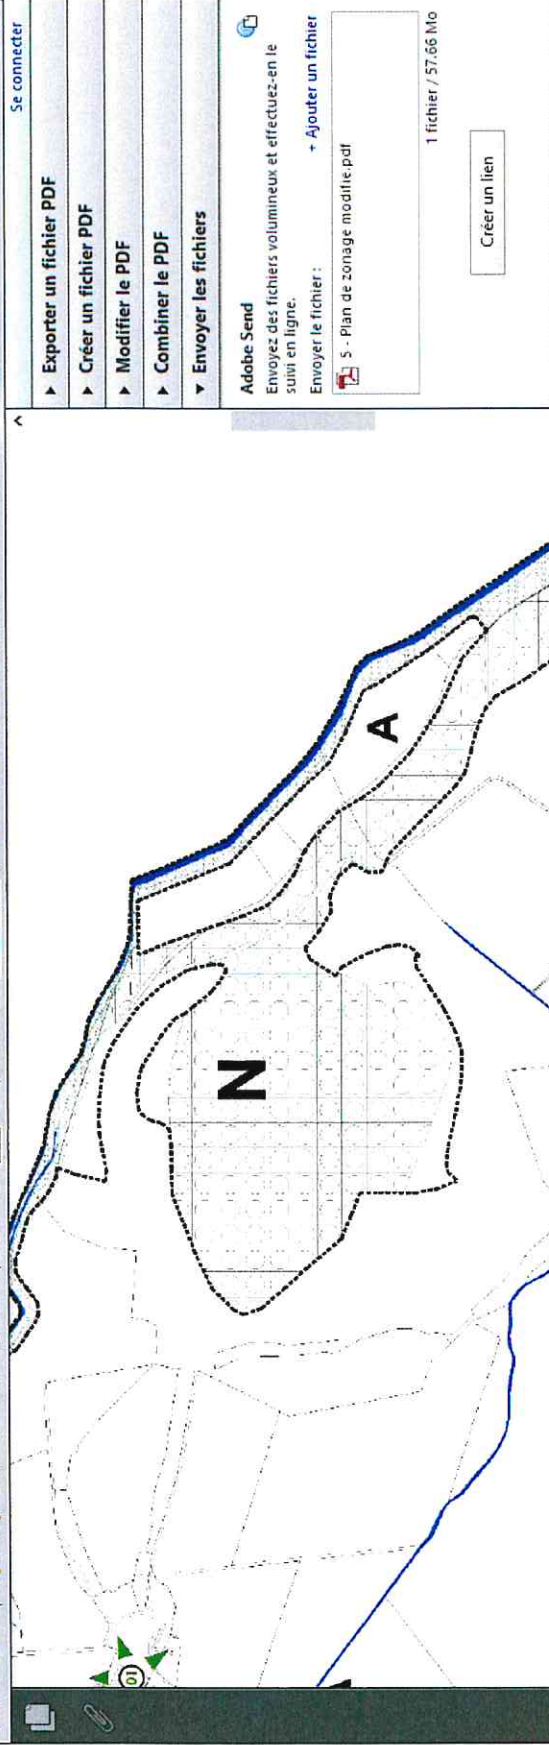 Se connecter
▸ Exporter un fichier PDF
▸ Créer un fichier PDF
▸ Modifier le PDF
▸ Combiner le PDF
▾ Envoyer les fichiers
Adobe Send
Envoyez des fichiers volumineux et effectuez-en le
suivi en ligne.
Envoyer le fichier :
+ Ajouter un fichier
5 - Plan de zonage modifie.pdf
1 fichier / 57.66 Mo
Créer un lien
A
N
01